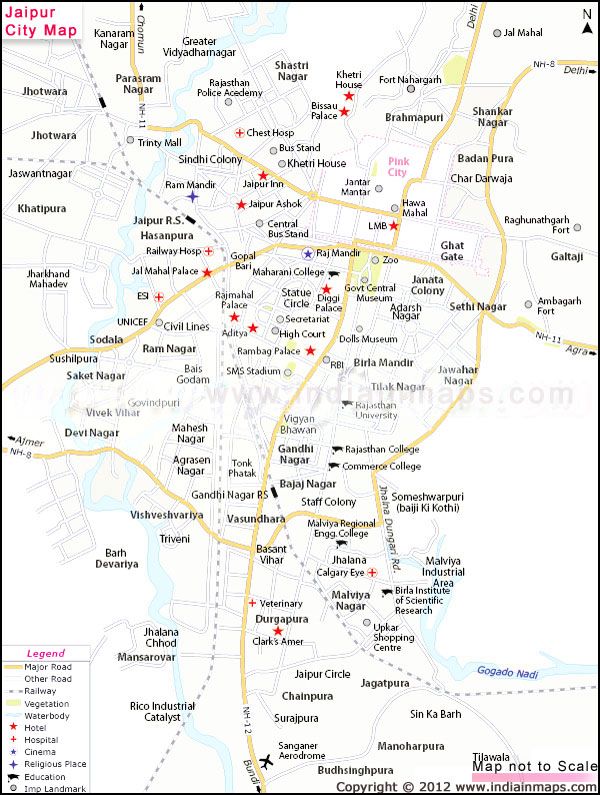 Jaipur
City Map
Kanaram
Nagar
Chomun
Greater
Vidyadharnagar
Delhi
N
Jal Mahal
Parasram
Nagar
Shastri
Nagar
Khetri
House
NH-8
Delhi
Jhotwara
Rajasthan
Police Acedemy
Fort Nahargarh
Bissau
Palace
Brahmapuri
Shankar
Nagar
NH-11
Jhotwara
Trinty Mall
Chest Hosp
Bus Stand
Sindhi Colony
Khetri House
Pink
City
Badan Pura
Char Darwaja
Jaswantnagar
Ram Mandir
Jaipur Inn
Jantar
Mantar
Khatipura
Jaipur Ashok
Hawa
Mahal
Jaipur R.S.
Hasanpura
Central
Bus Stand
LMB
Raghunathgarh
Fort
Railway Hosp
Gopal
Bari
Raj Mandir
Zoo
Ghat
Gate
Galtaji
Jharkhand
Mahadev
Jal Mahal Palace
Maharani College
Govt Central
Museum
Janata
Colony
ESI
Statue
Circle
Diggi
Palace
Adarsh
Nagar
Sethi Nagar
Ambagarh
Fort
Rajmahal
Palace
UNICEF
Civil Lines
Aditya
Secretariat
High Court
Dolls Museum
NH-11
Agra
Sodala
Ram Nagar
Rambag Palace
RBI
Birla Mandir
Sushilpura
Saket Nagar
Bais
Godam
SMS Stadium
Jawahar
Nagar
Tilak Nagar
www.indiainmaps.com
Govindpuri
Vivek Vihar
Rajasthan
University
Vigyan
Bhawan
Devi Nagar
Mahesh
Nagar
Ajmer
NH-8
Gandhi
Nagar
Rajasthan College
Agrasen
Nagar
Tonk
Phatak
Commerce College
Bajaj Nagar
Gandhi Nagar RS
Staff Colony
Someshwarpuri
(baiji Ki Kothi)
Vishveshvariya
Vasundhara
Malviya Regional
Engg. College
Jhalna Dungari Rd.
Triveni
Basant
Vihar
Barh
Devariya
Jhalana
Calgary Eye
Malviya
Industrial
Area
Malviya
Nagar
Birla Institute
of Scientific
Research
Veterinary
Durgapura
Jhalana
Chhod
Clark's Amer
Upkar
Shopping
Centre
Mansarovar
Legend
Major Road
Other Road
Railway
Vegetation
Waterbody
Hotel
Hospital
Cinema
Religious Place
Education
Imp Landmark
Jaipur Circle
Gogado Nadi
Jagatpura
Chainpura
Rico Industrial
Catalyst
NH-12
Surajpura
Sin Ka Barh
Sanganer
Aerodrome
Manoharpura
Tilawala
Bundi
Budhsinghpura
Map not to Scale
Copyright © 2012 www.indiainmaps.com